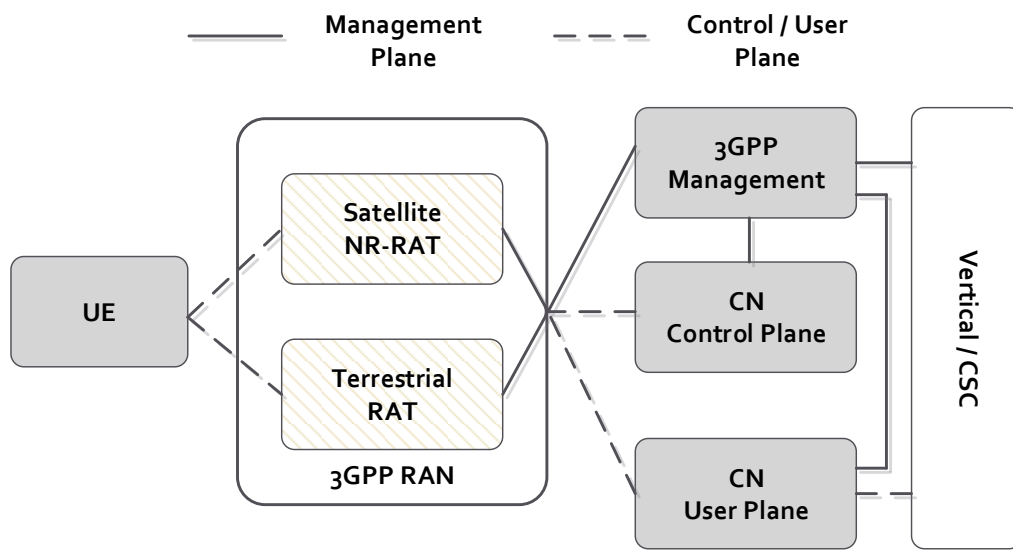 Management
Plane
Control / User
Plane
3GPP
Management
Satellite
NR-RAT
UE
CN
Control Plane
Vertical / CSC
Terrestrial
RAT
3GPP RAN
CN
User Plane